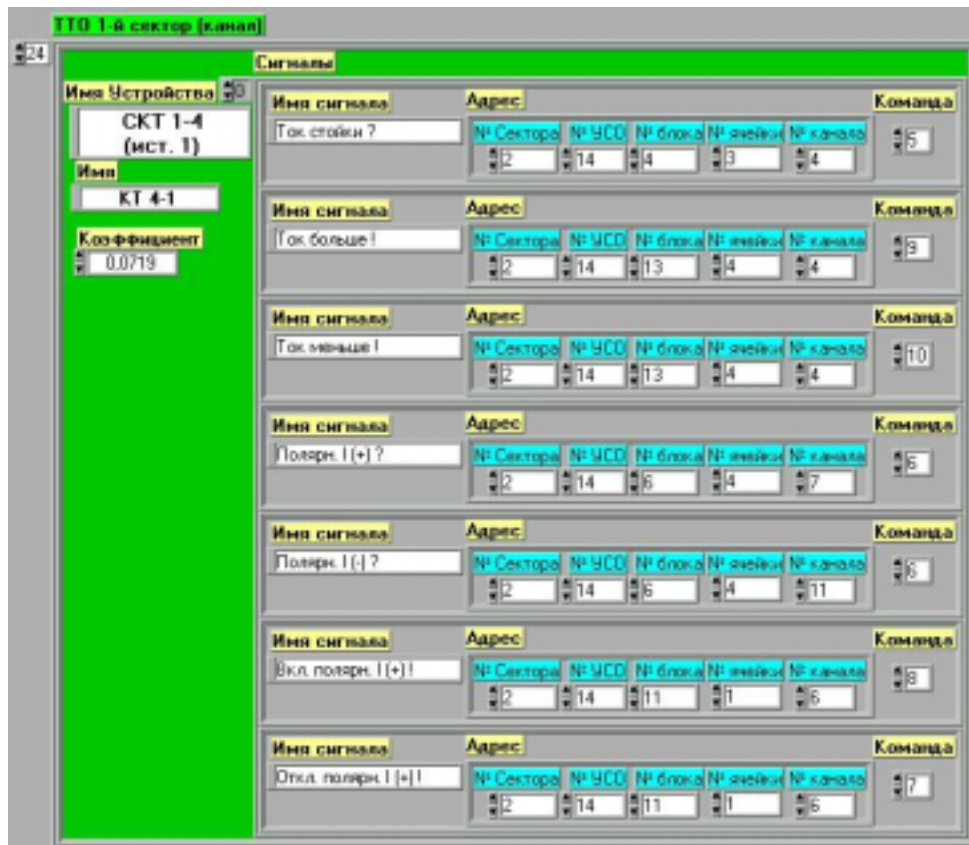 ТТО 1-й сектор (канал)
24
Сигналы
Имя Устройства 0
СКТ 1-4
(ист. 1)
Имя
КТ 4-1
Коэффициент
0.0719
Имя сигнала Адрес Команда
Ток стойки ? № Сектора № УСО № блока № ячейки № канала 5
2 14 4 3 4
Имя сигнала Адрес Команда
Ток больше ! № Сектора № УСО № блока № ячейки № канала 9
2 14 13 4 4
Имя сигнала Адрес Команда
Ток меньше ! № Сектора № УСО № блока № ячейки № канала 10
2 14 13 4 4
Имя сигнала Адрес Команда
Полярн. I (+) ? № Сектора № УСО № блока № ячейки № канала 6
2 14 6 4 7
Имя сигнала Адрес Команда
Полярн. I (-) ? № Сектора № УСО № блока № ячейки № канала 6
2 14 6 4 11
Имя сигнала Адрес Команда
Вкл. полярн. I (+) ! № Сектора № УСО № блока № ячейки № канала 8
2 14 11 1 6
Имя сигнала Адрес Команда
Откл. полярн. I (+) ! № Сектора № УСО № блока № ячейки № канала 7
2 14 11 1 6